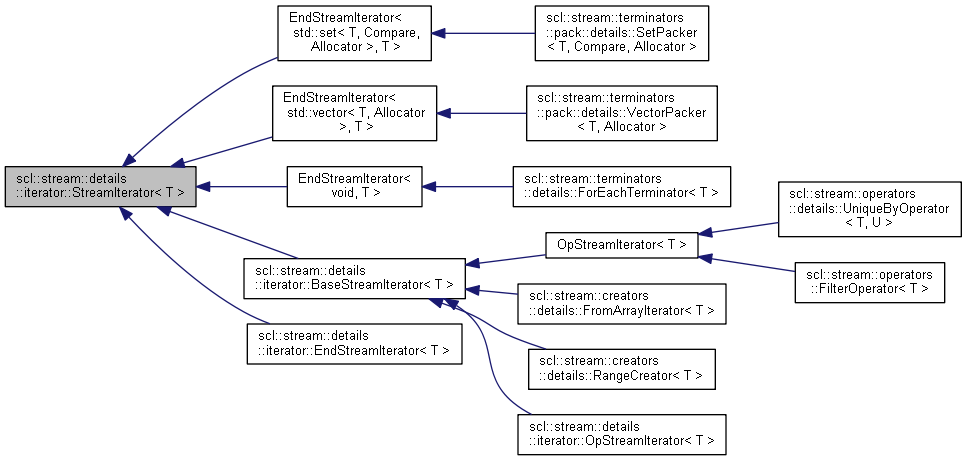 EndStreamIterator<
std::set< T, Compare,
Allocator >, T >
scl::stream::terminators
::pack::details::SetPacker
< T, Compare, Allocator >
EndStreamIterator<
std::vector< T, Allocator
>, T >
scl::stream::terminators
::pack::details::VectorPacker
< T, Allocator >
scl::stream::details
::iterator::StreamIterator< T >
EndStreamIterator<
void, T >
scl::stream::terminators
::details::ForEachTerminator< T >
scl::stream::operators
::details::UniqueByOperator
< T, U >
OpStreamIterator< T >
scl::stream::details
::iterator::BaseStreamIterator< T >
scl::stream::operators
::FilterOperator< T >
scl::stream::creators
::details::FromArrayIterator< T >
scl::stream::details
::iterator::EndStreamIterator< T >
scl::stream::creators
::details::RangeCreator< T >
scl::stream::details
::iterator::OpStreamIterator< T >